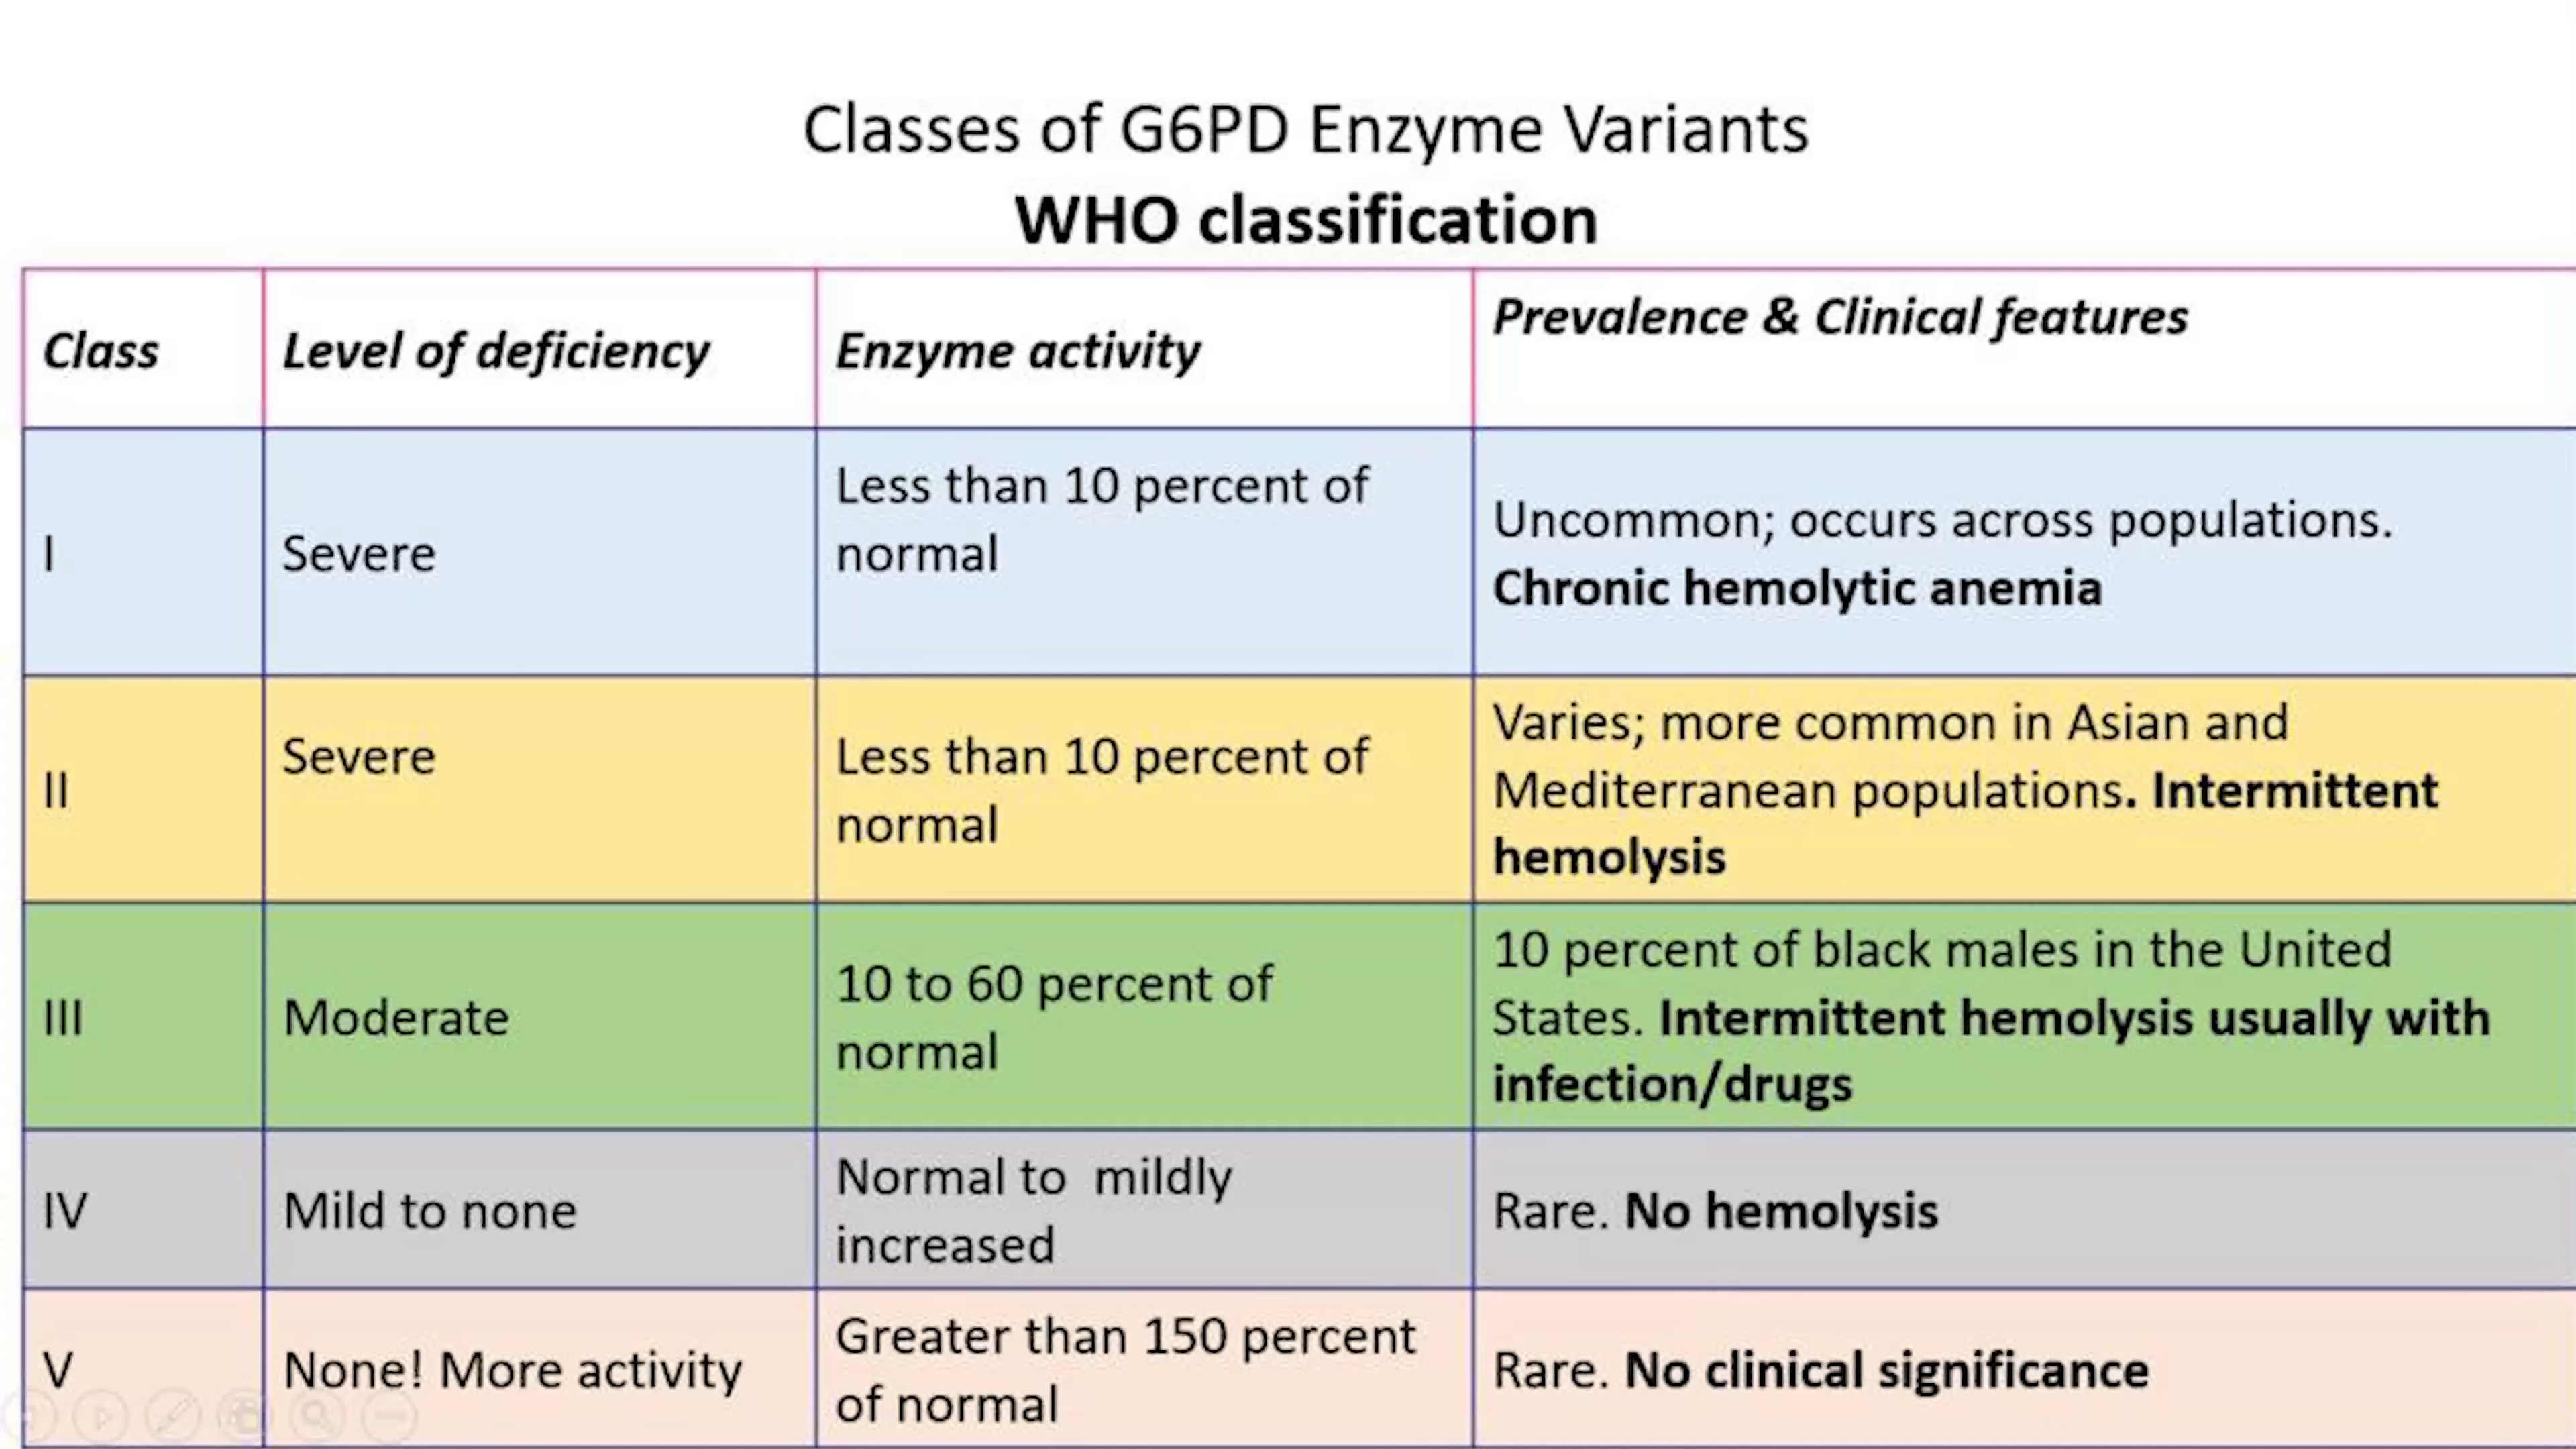 Classes of G6PD Enzyme Variants
WHO classification
Class
Level of deficiency
Enzyme activity
Prevalence & Clinical features
I
Severe
Less than 10 percent of
normal
Uncommon; occurs across populations.
Chronic hemolytic anemia
II
Severe
Less than 10 percent of
normal
Varies; more common in Asian and
Mediterranean populations. Intermittent
hemolysis
III
Moderate
10 to 60 percent of
normal
10 percent of black males in the United
States. Intermittent hemolysis usually with
infection/drugs
IV
Mild to none
Normal to  mildly
increased
Rare. No hemolysis
V
None! More activity
Greater than 150 percent
of normal
Rare. No clinical significance